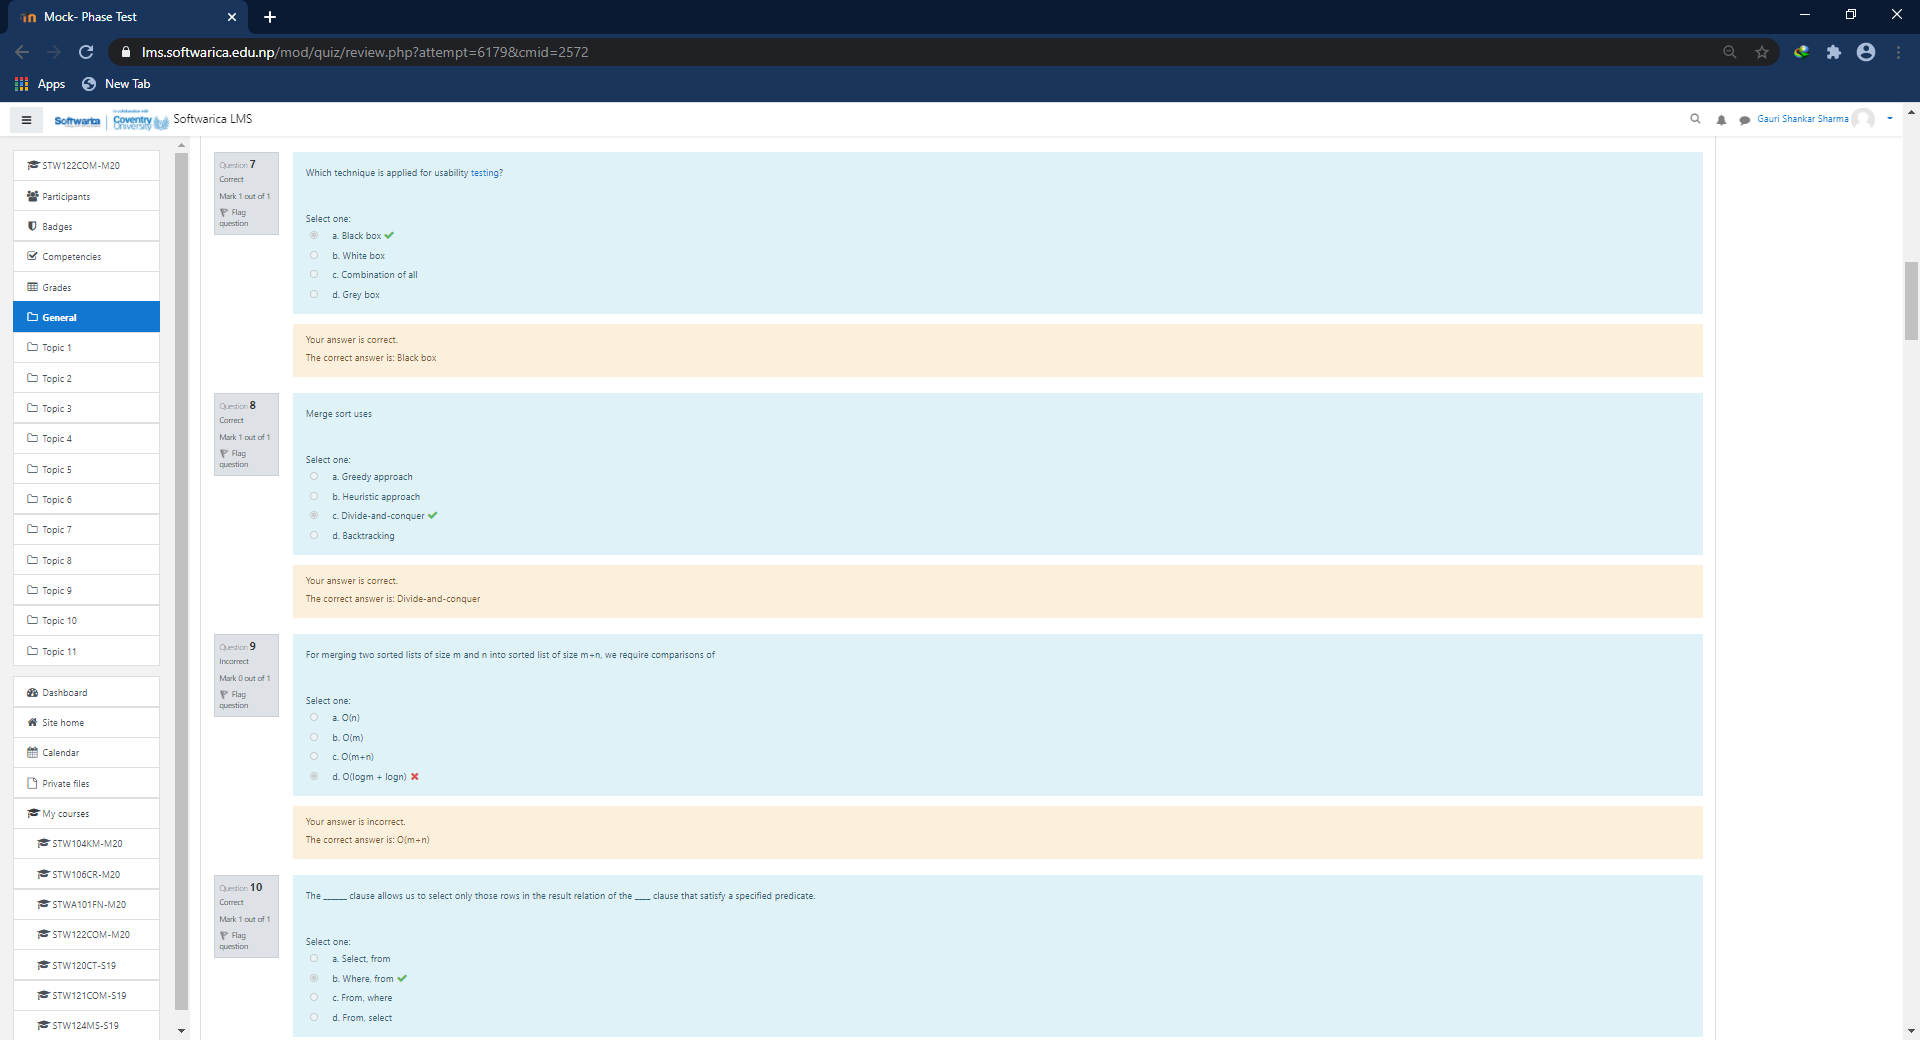 Mock- Phase Test
lms.softwarica.edu.np/mod/quiz/review.php?attempt=6179&cmid=2572
Apps
New Tab
Softwarica
Coventry University
Softwarica LMS
Gauri Shankar Sharma
STW122COM-M20
Participants
Badges
Competencies
Grades
General
Topic 1
Topic 2
Topic 3
Topic 4
Topic 5
Topic 6
Topic 7
Topic 8
Topic 9
Topic 10
Topic 11
Dashboard
Site home
Calendar
Private files
My courses
STW104KM-M20
STW106CR-M20
STWA101FN-M20
STW122COM-M20
STW120CT-S19
STW121COM-S19
STW124MS-S19
Question 7
Correct
Mark 1 out of 1
Flag
question
Which technique is applied for usability testing?
Select one:
a. Black box
b. White box
c. Combination of all
d. Grey box
Your answer is correct.
The correct answer is: Black box
Question 8
Correct
Mark 1 out of 1
Flag
question
Merge sort uses
Select one:
a. Greedy approach
b. Heuristic approach
c. Divide-and-conquer
d. Backtracking
Your answer is correct.
The correct answer is: Divide-and-conquer
Question 9
Incorrect
Mark 0 out of 1
Flag
question
For merging two sorted lists of size m and n into sorted list of size m+n, we require comparisons of
Select one:
a. O(n)
b. O(m)
c. O(m+n)
d. O(logm + logn)
Your answer is incorrect.
The correct answer is: O(m+n)
Question 10
Correct
Mark 1 out of 1
Flag
question
The ______ clause allows us to select only those rows in the result relation of the ____ clause that satisfy a specified predicate.
Select one:
a. Select, from
b. Where, from
c. From, where
d. From, select